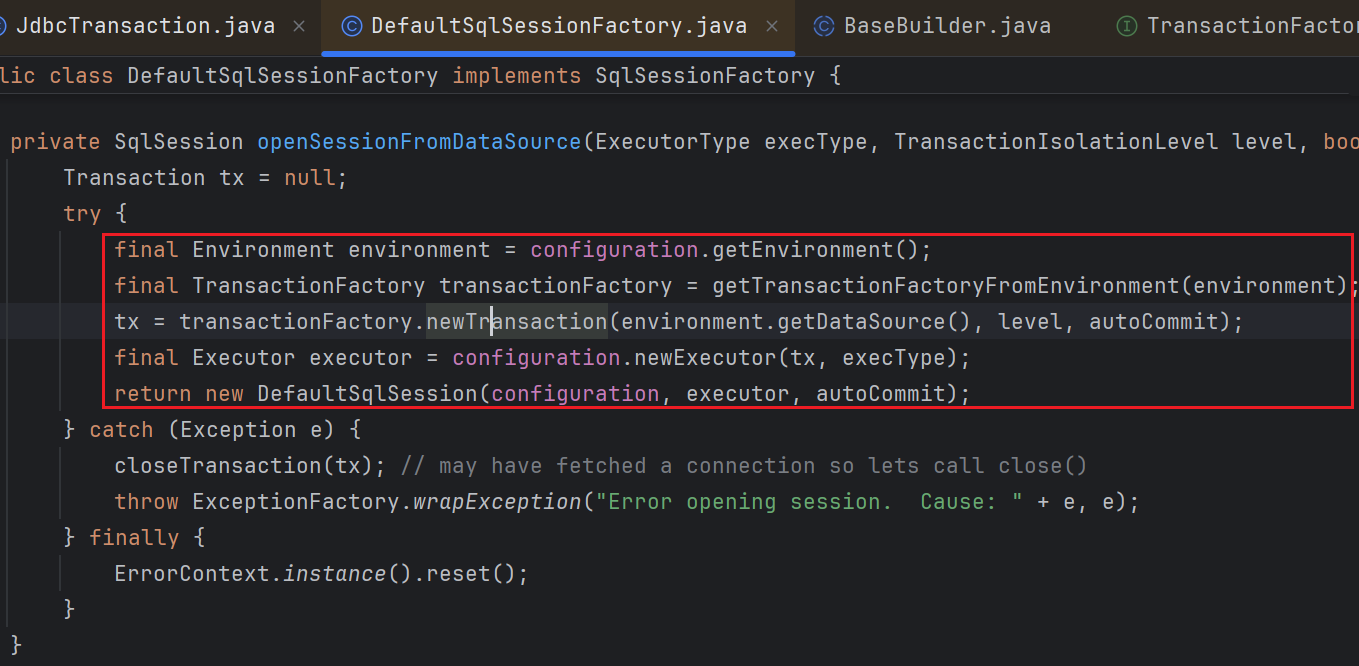 JdbcTransaction.java × DefaultSqlSessionFactory.java × BaseBuilder.java TransactionFactor
lic class DefaultSqlSessionFactory implements SqlSessionFactory {
private SqlSession openSessionFromDataSource(ExecutorType execType, TransactionIsolationLevel level, boo
Transaction tx = null;
try {
final Environment environment = configuration.getEnvironment();
final TransactionFactory transactionFactory = getTransactionFactoryFromEnvironment(environment);
tx = transactionFactory.newTransaction(environment.getDataSource(), level, autoCommit);
final Executor executor = configuration.newExecutor(tx, execType);
return new DefaultSqlSession(configuration, executor, autoCommit);
} catch (Exception e) {
closeTransaction(tx); // may have fetched a connection so lets call close()
throw ExceptionFactory.wrapException("Error opening session.  Cause: " + e, e);
} finally {
ErrorContext.instance().reset();
}
}